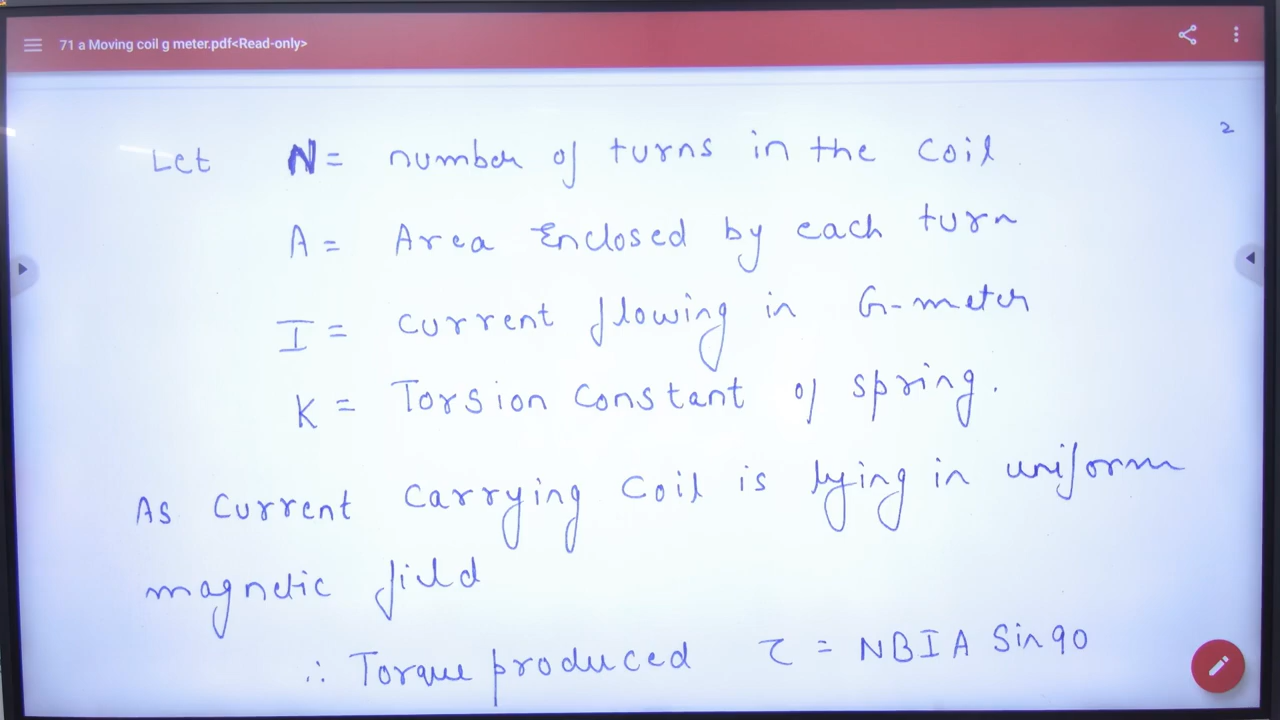 71 a Moving coil g meter.pdf<Read-only>
2
Let N = number of turns in the coil
A = Area Enclosed by each turn
I = current flowing in G-meter
K = Torsion Constant of spring.
As Current Carrying Coil is lying in uniform
magnetic field
∴ Torque produced τ = NBIA Sin 90